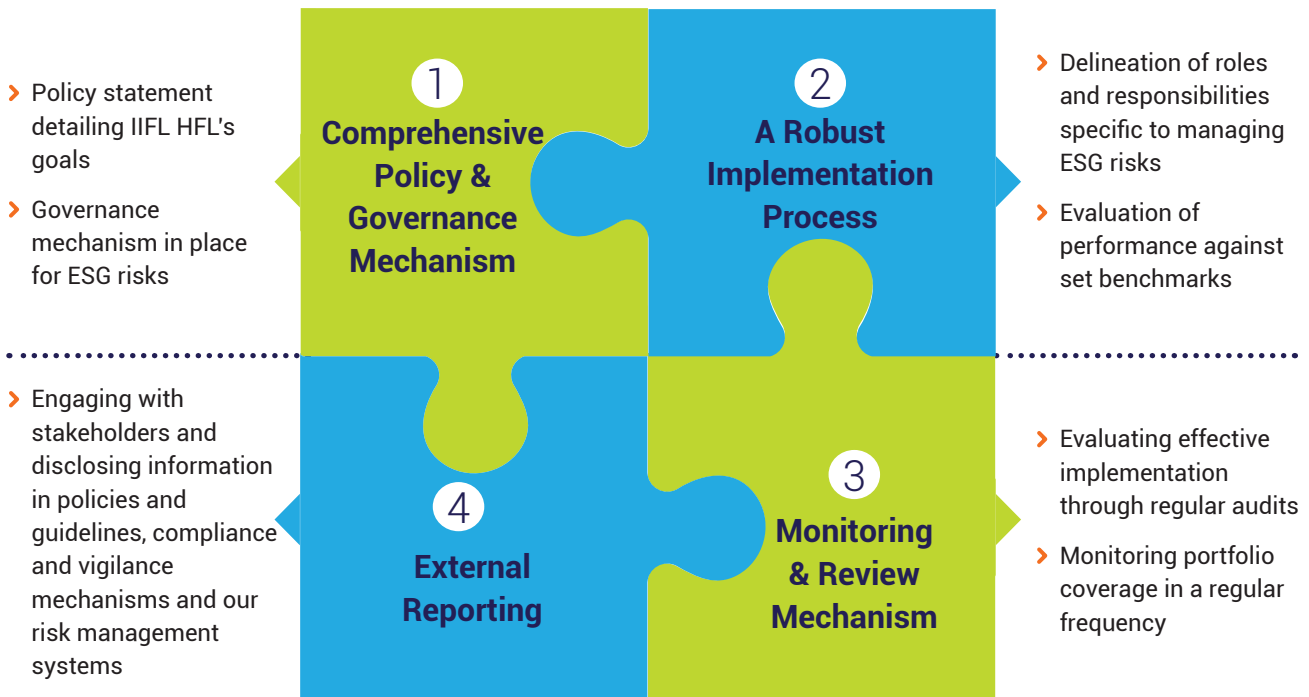 Policy statement
detailing IIFL HFL's
goals
Governance
mechanism in place
for ESG risks
1
Comprehensive
Policy &
Governance
Mechanism
2
A Robust
Implementation
Process
Delineation of roles
and responsibilities
specific to managing
ESG risks
Evaluation of
performance against
set benchmarks
Engaging with
stakeholders and
disclosing information
in policies and
guidelines, compliance
and vigilance
mechanisms and our
risk management
systems
4
External
Reporting
3
Monitoring
& Review
Mechanism
Evaluating effective
implementation
through regular audits
Monitoring portfolio
coverage in a regular
frequency